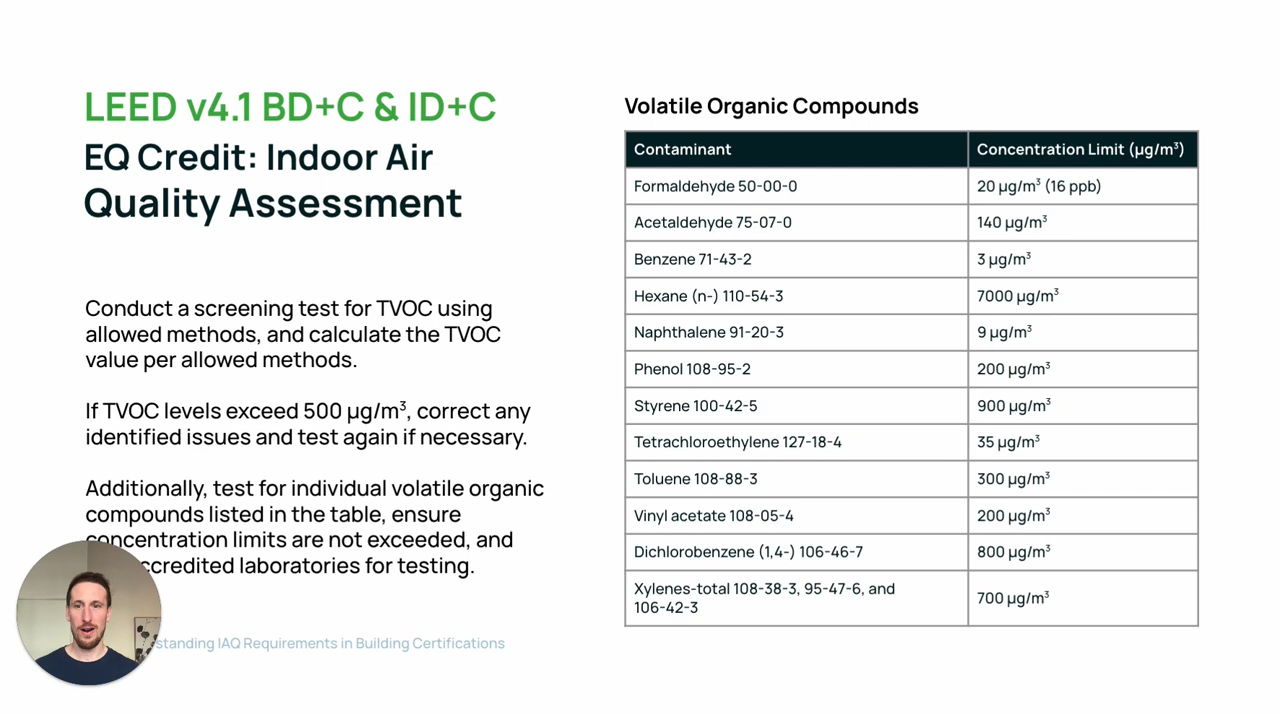 LEED v4.1 BD+C & ID+C
EQ Credit: Indoor Air
Quality Assessment
Conduct a screening test for TVOC using
allowed methods, and calculate the TVOC
value per allowed methods.
If TVOC levels exceed 500 µg/m³, correct any
identified issues and test again if necessary.
Additionally, test for individual volatile organic
compounds listed in the table, ensure
concentration limits are not exceeded, and
ccredited laboratories for testing.
standing IAQ Requirements in Building Certifications
Volatile Organic Compounds
Contaminant Concentration Limit (µg/m³)
Formaldehyde 50-00-0 20 µg/m³ (16 ppb)
Acetaldehyde 75-07-0 140 µg/m³
Benzene 71-43-2 3 µg/m³
Hexane (n-) 110-54-3 7000 µg/m³
Naphthalene 91-20-3 9 µg/m³
Phenol 108-95-2 200 µg/m³
Styrene 100-42-5 900 µg/m³
Tetrachloroethylene 127-18-4 35 µg/m³
Toluene 108-88-3 300 µg/m³
Vinyl acetate 108-05-4 200 µg/m³
Dichlorobenzene (1,4-) 106-46-7 800 µg/m³
Xylenes-total 108-38-3, 95-47-6, and
106-42-3 700 µg/m³